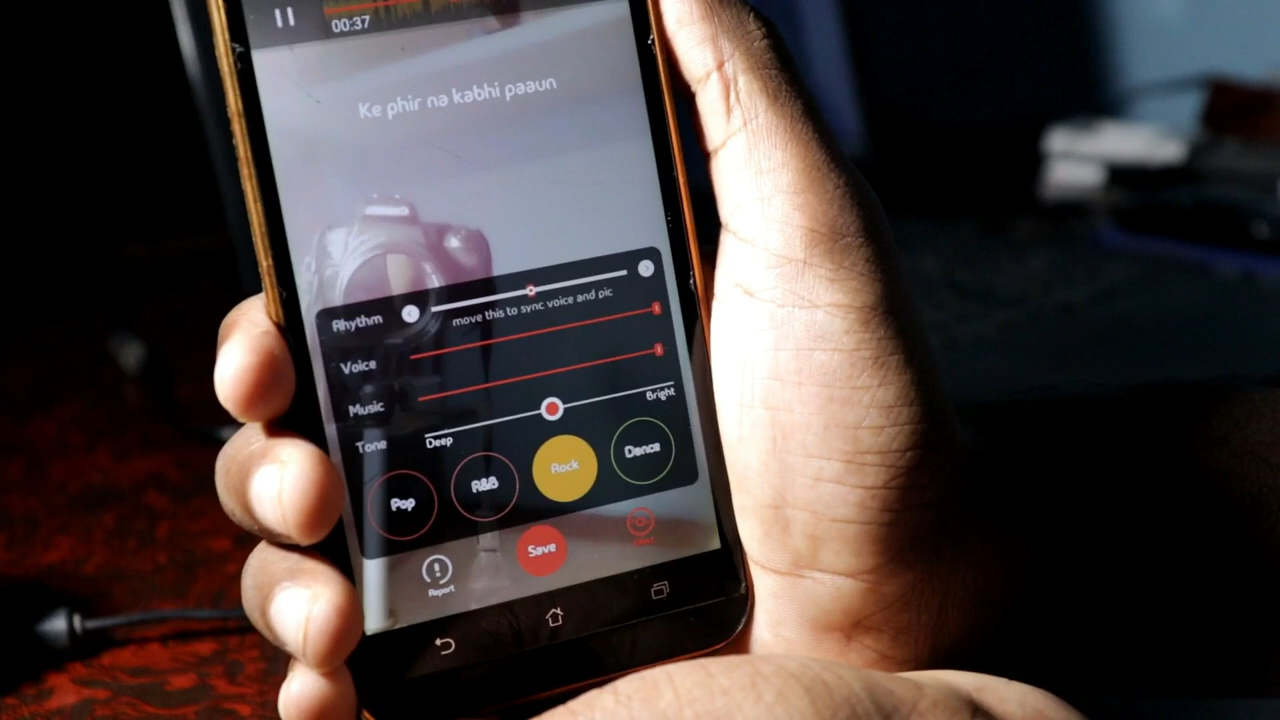 00:37
Ke phir na kabhi paaun
Rhythm
move this to sync voice and pic
Voice
Music
Tone
Deep
Bright
Pop
R&B
Rock
Dance
Report
Save
Effect